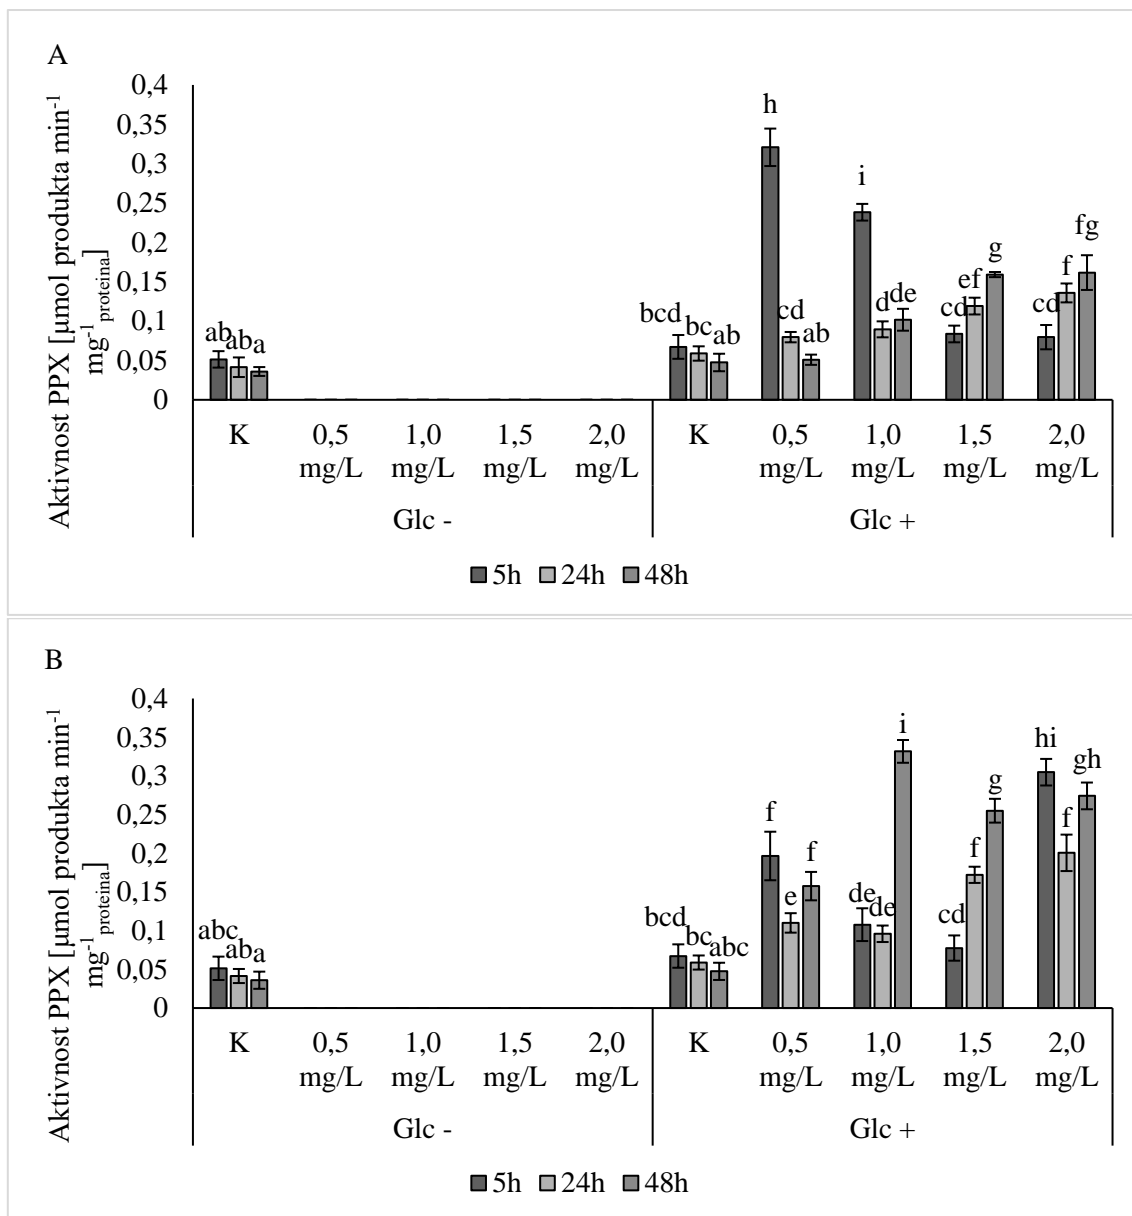 A
Aktivnost PPX [µmol produkta min⁻¹
mg⁻¹ proteina]
0,4
0,35
0,3
0,25
0,2
0,15
0,1
0,05
0
ab aba
bcd bc ab
h cd ab
i d de
cd ef g
cd f fg
K 0,5 1,0 1,5 2,0 K 0,5 1,0 1,5 2,0
mg/L mg/L mg/L mg/L mg/L mg/L mg/L mg/L
Glc - Glc +
5h 24h 48h
B
Aktivnost PPX [µmol produkta min⁻¹
mg⁻¹ proteina]
0,4
0,35
0,3
0,25
0,2
0,15
0,1
0,05
0
abc aba
bcd bc abc
f e f
de de i
cd f g
hi f gh
K 0,5 1,0 1,5 2,0 K 0,5 1,0 1,5 2,0
mg/L mg/L mg/L mg/L mg/L mg/L mg/L mg/L
Glc - Glc +
5h 24h 48h